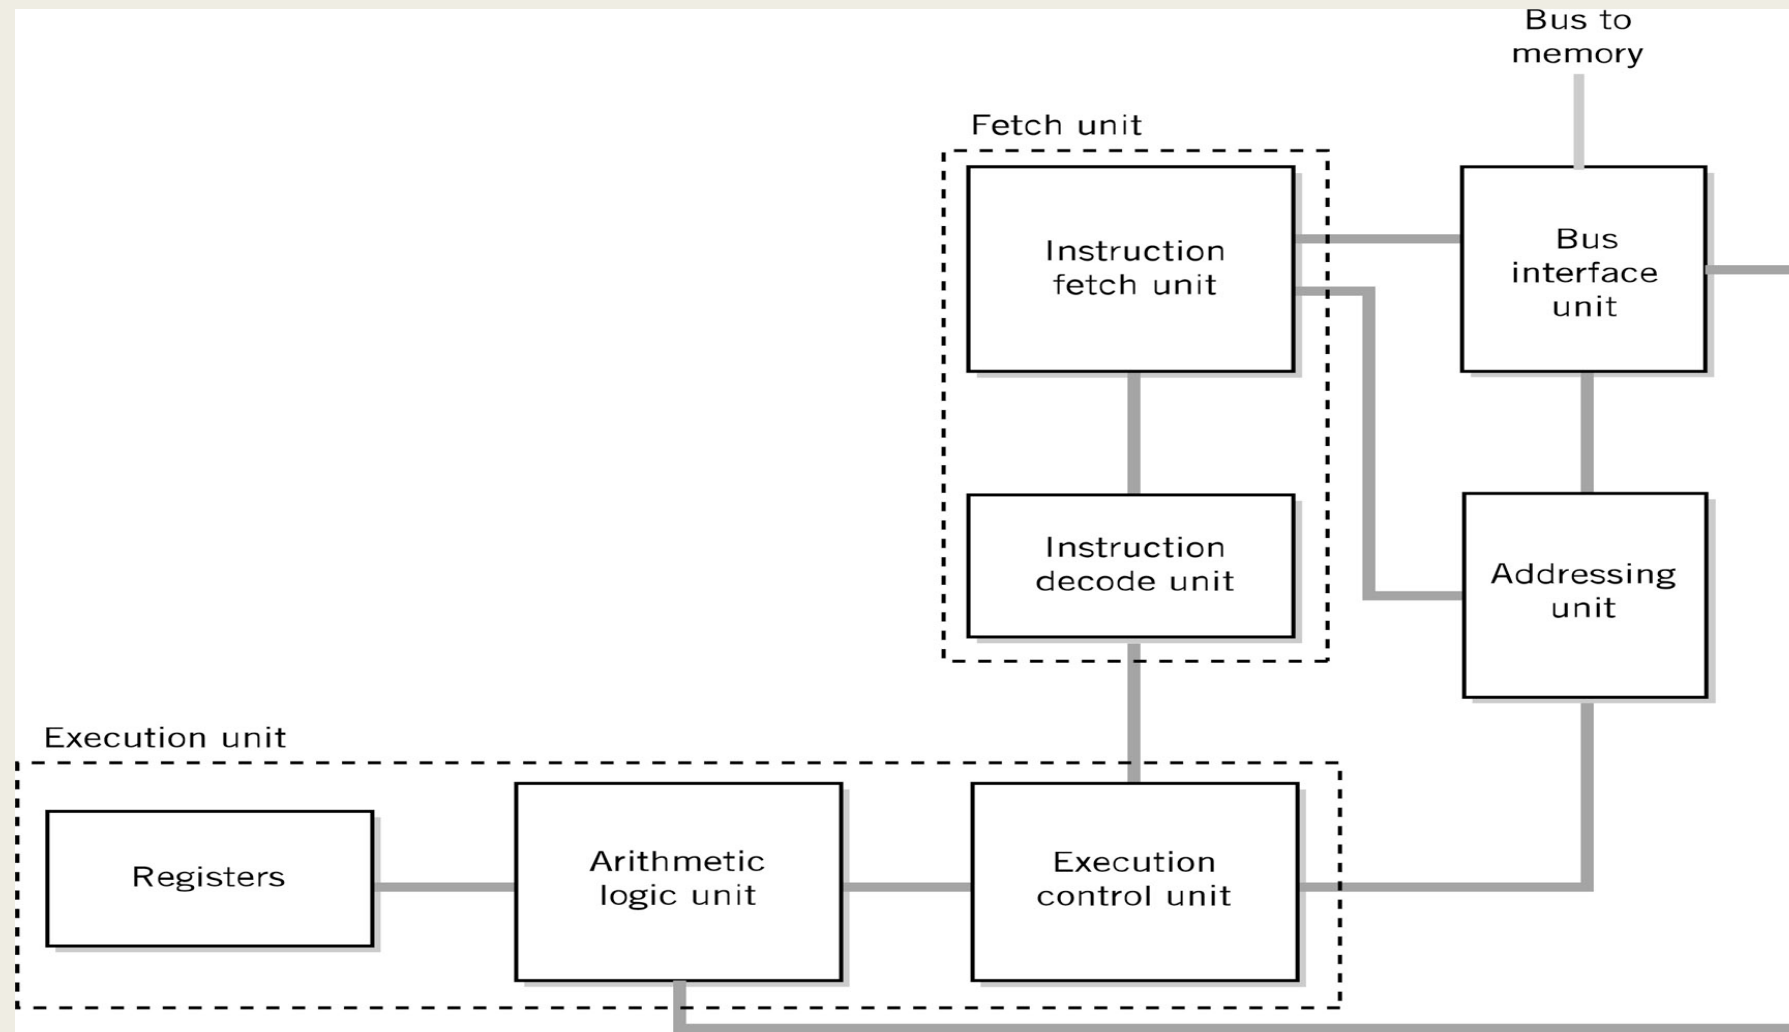 Bus to
memory
Fetch unit
Instruction
fetch unit
Bus
interface
unit
Instruction
decode unit
Addressing
unit
Execution unit
Registers
Arithmetic
logic unit
Execution
control unit